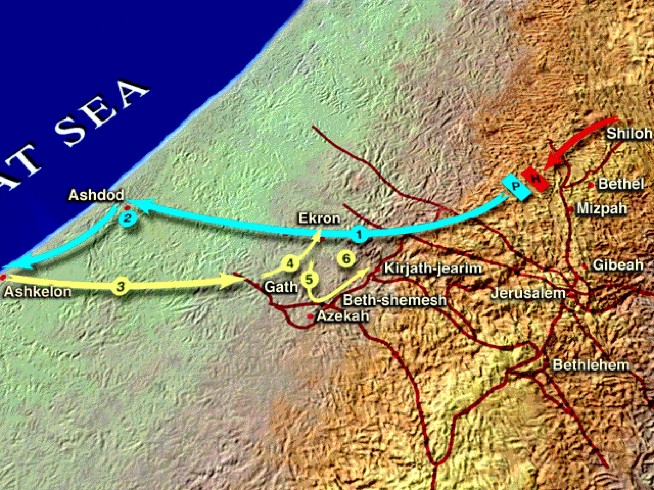 AT SEA
Shiloh
H
P
Bethel
Ashdod
2
Mizpah
Ekron
1
6
4
Gibeah
Kirjath-jearim
5
3
Gath
Ashkelon
Beth-shemesh
Jerusalem
Azekah
Bethlehem